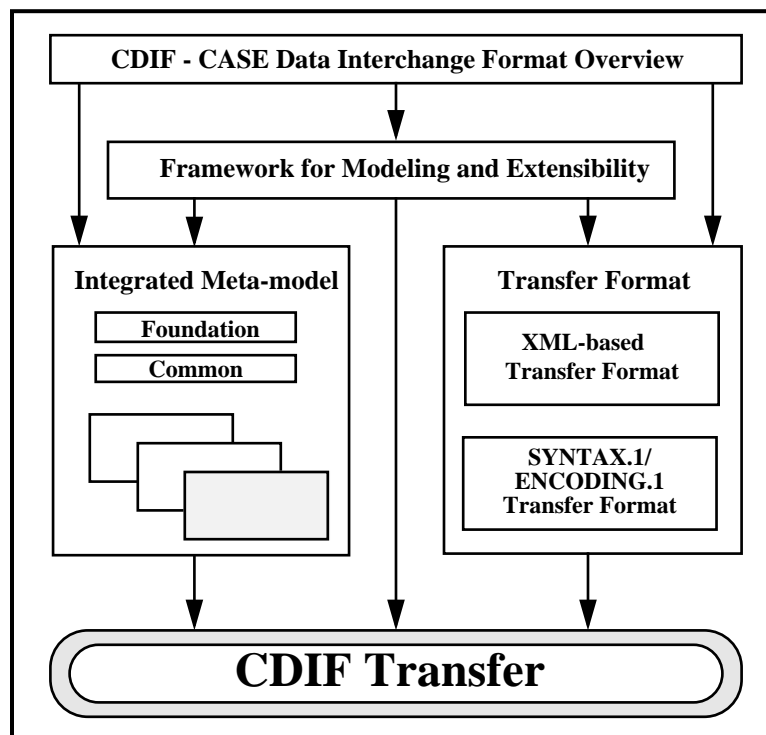 CDIF - CASE Data Interchange Format Overview
Framework for Modeling and Extensibility
Integrated Meta-model
Foundation
Common
Transfer Format
XML-based
Transfer Format
SYNTAX.1/
ENCODING.1
Transfer Format
CDIF Transfer